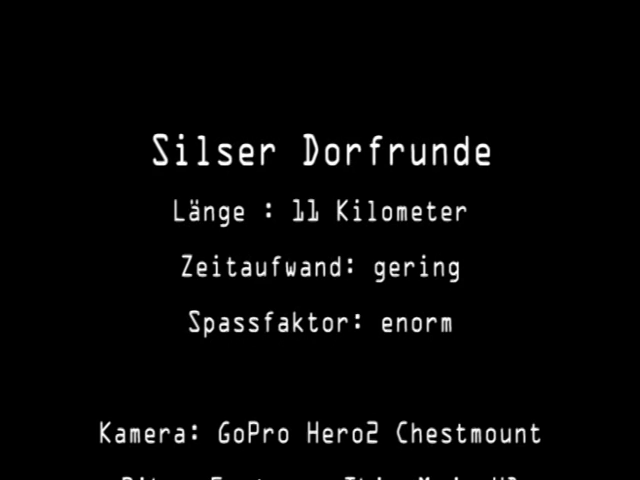 Silser Dorfrunde
Länge : 11 Kilometer
Zeitaufwand: gering
Spassfaktor: enorm
Kamera: GoPro Hero2 Chestmount